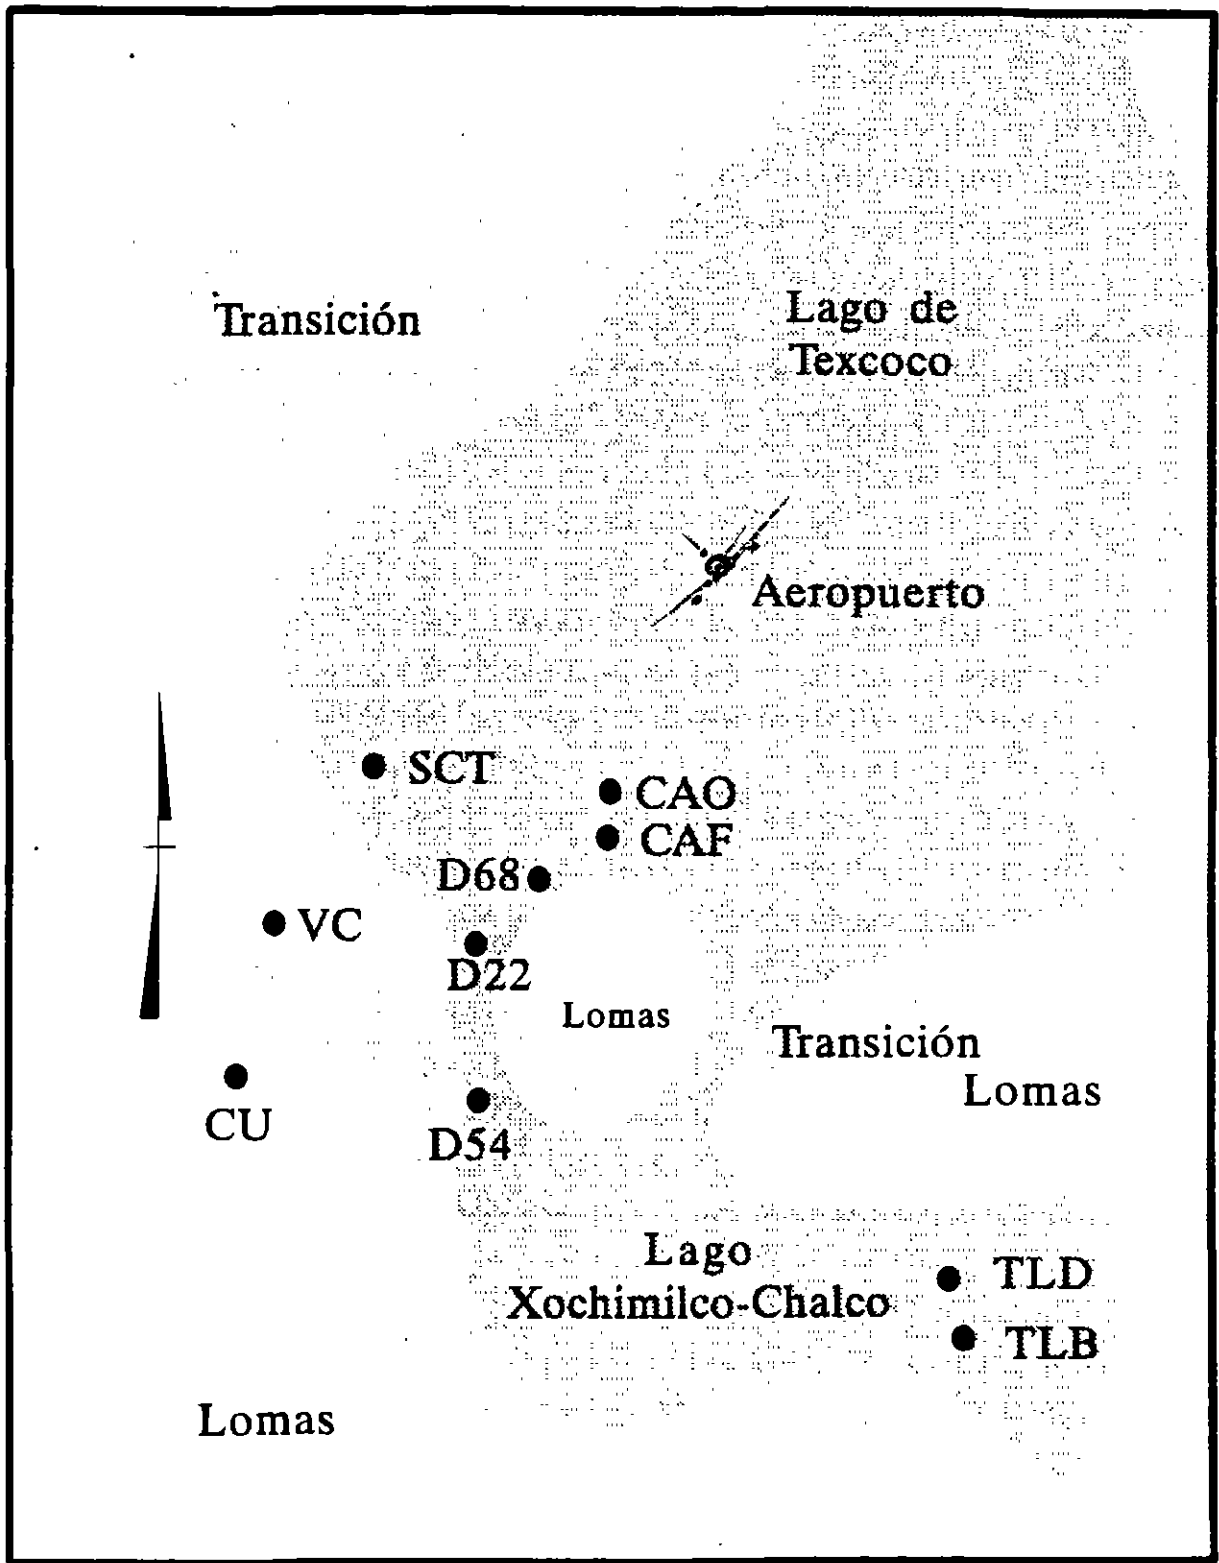 Transición
Lago de
Texcoco
Aeropuerto
SCT
CAO
CAF
D68
VC
D22
Lomas
Transición
Lomas
CU
D54
Lago
Xochimilco-Chalco
TLD
TLB
Lomas